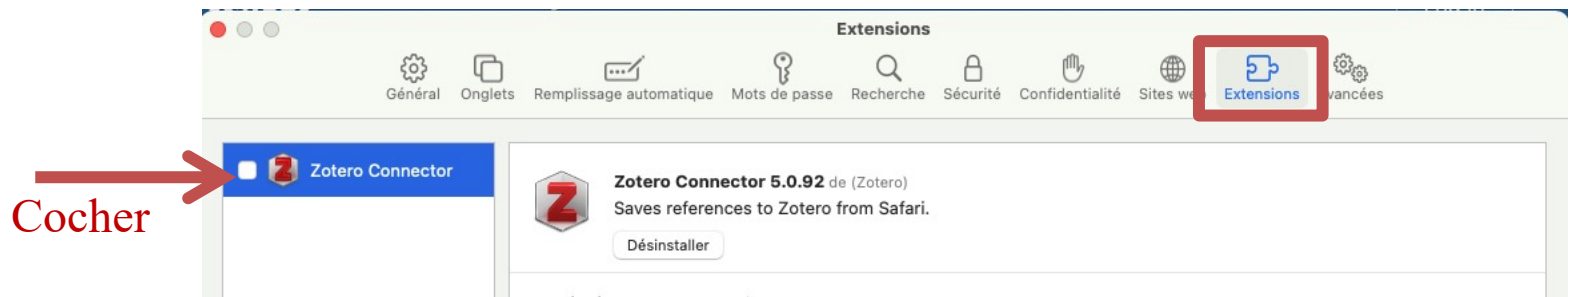 Extensions
Général Onglets Remplissage automatique Mots de passe Recherche Sécurité Confidentialité Sites we Extensions vancées
Zotero Connector
Cocher
Zotero Connector 5.0.92 de (Zotero)
Saves references to Zotero from Safari.
Désinstaller